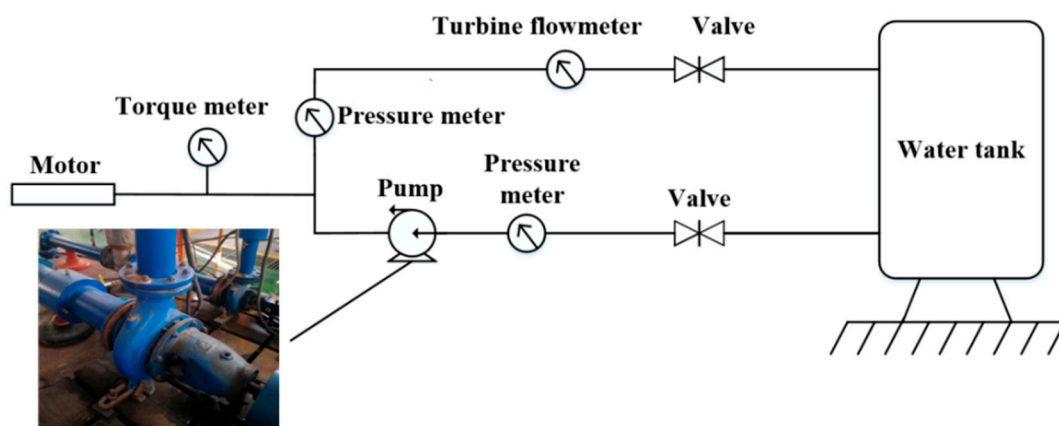 Turbine flowmeter
Valve
Torque meter
Pressure meter
Motor
Water tank
Pump
Pressure
meter
Valve